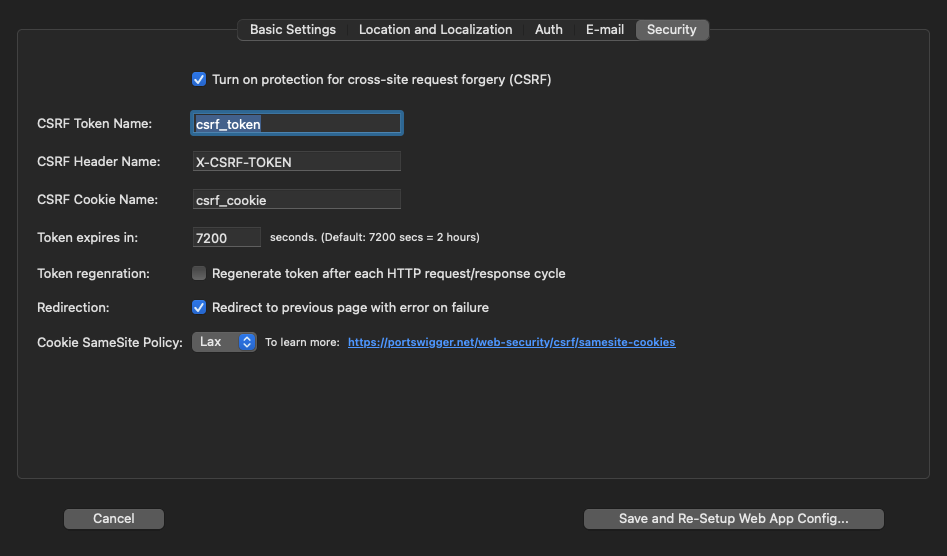 Basic Settings Location and Localization Auth E-mail Security
Turn on protection for cross-site request forgery (CSRF)
CSRF Token Name: csrf_token
CSRF Header Name: X-CSRF-TOKEN
CSRF Cookie Name: csrf_cookie
Token expires in: 7200 seconds. (Default: 7200 secs = 2 hours)
Token regenration: Regenerate token after each HTTP request/response cycle
Redirection: Redirect to previous page with error on failure
Cookie SameSite Policy: Lax To learn more: https://portswigger.net/web-security/csrf/samesite-cookies
Cancel Save and Re-Setup Web App Config...